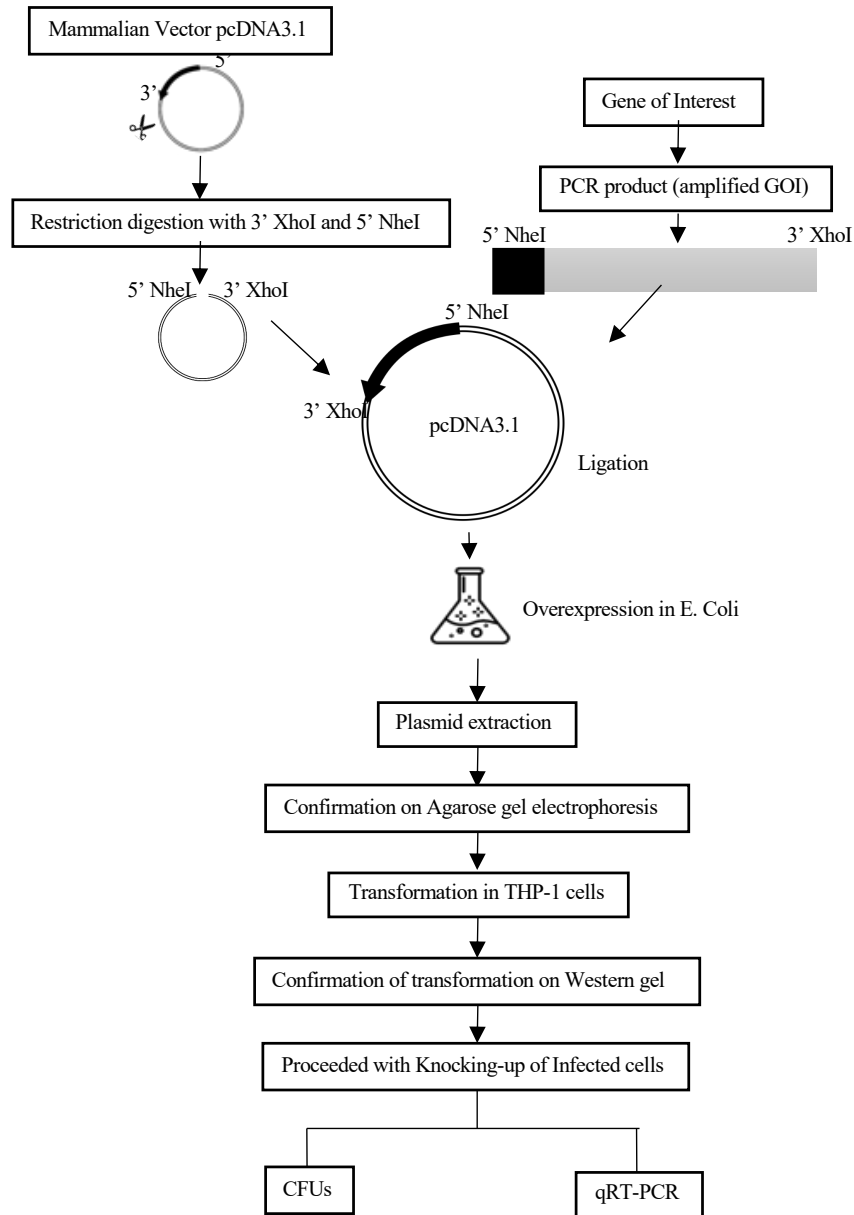 Mammalian Vector pcDNA3.1
5’
3’
Gene of Interest
PCR product (amplified GOI)
Restriction digestion with 3’ XhoI and 5’ NheI
5’ NheI
3’ XhoI
5’ NheI
3’ XhoI
5’ NheI
3’ XhoI
pcDNA3.1
Ligation
Overexpression in E. Coli
Plasmid extraction
Confirmation on Agarose gel electrophoresis
Transformation in THP-1 cells
Confirmation of transformation on Western gel
Proceeded with Knocking-up of Infected cells
CFUs
qRT-PCR